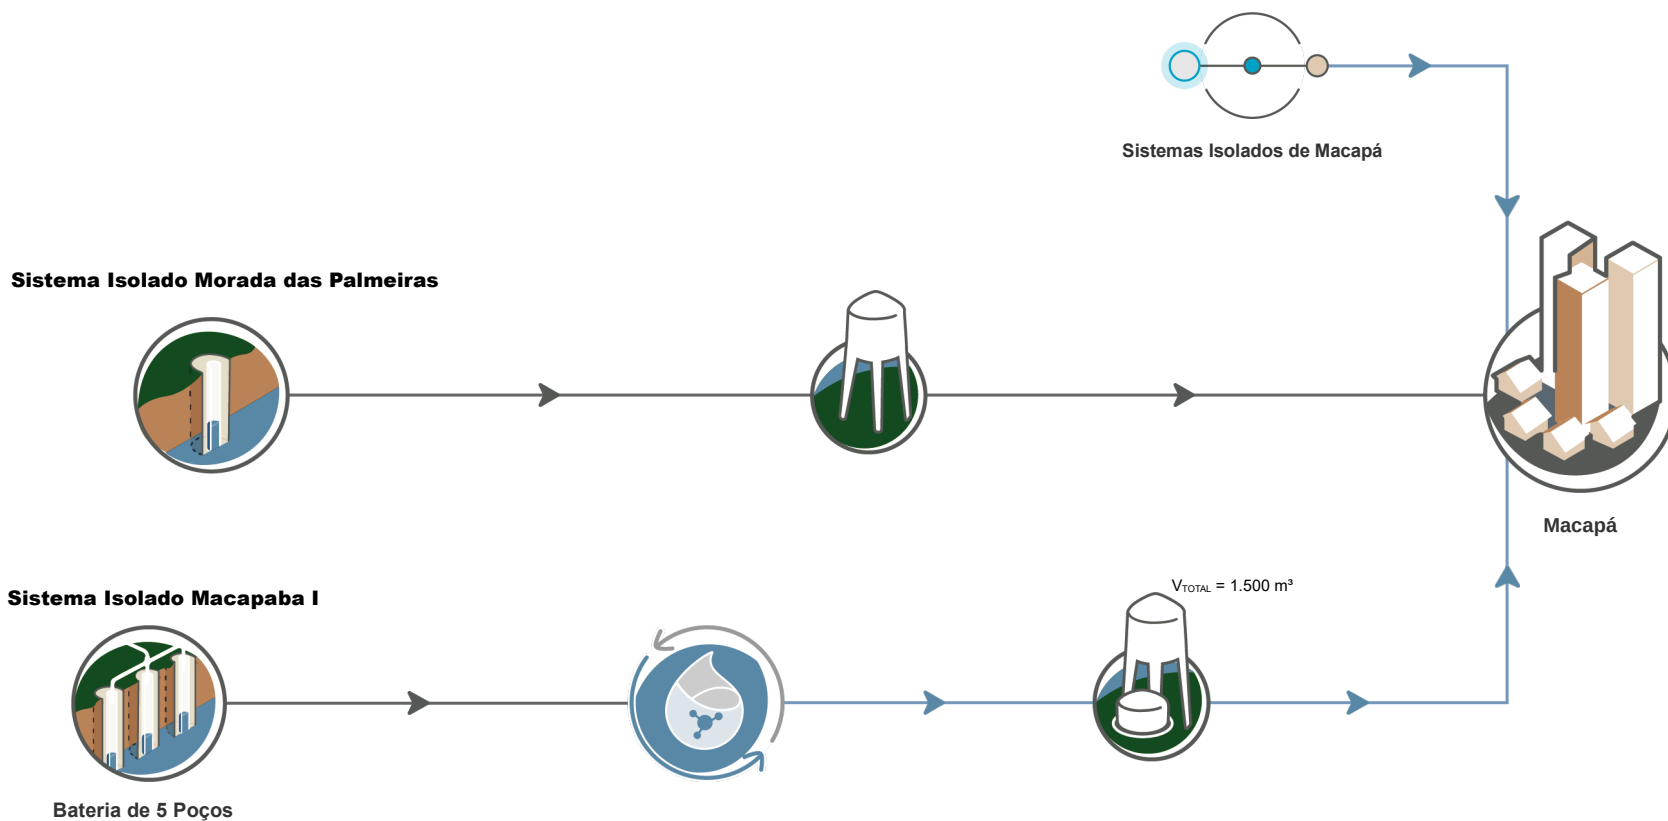 Sistemas Isolados de Macapá
Sistema Isolado Morada das Palmeiras
Macapá
V_TOTAL = 1.500 m³
Sistema Isolado Macapaba I
Bateria de 5 Poços